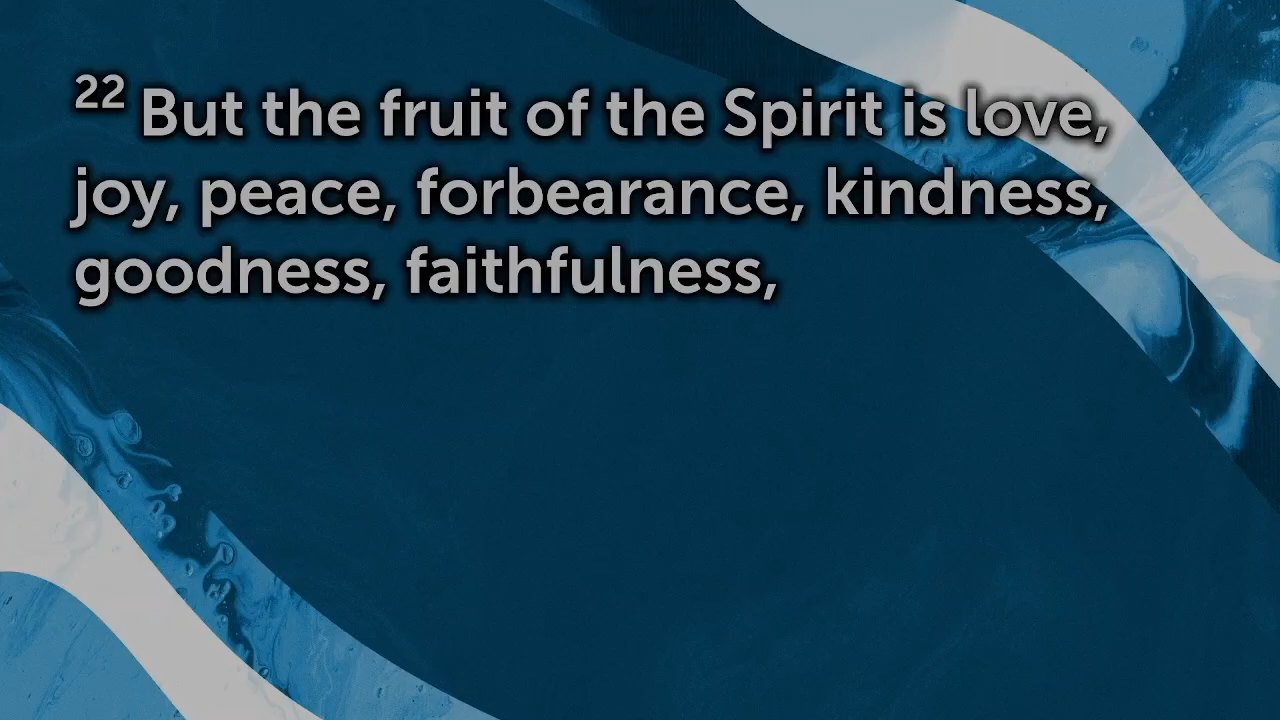 22 But the fruit of the Spirit is love,
joy, peace, forbearance, kindness,
goodness, faithfulness,